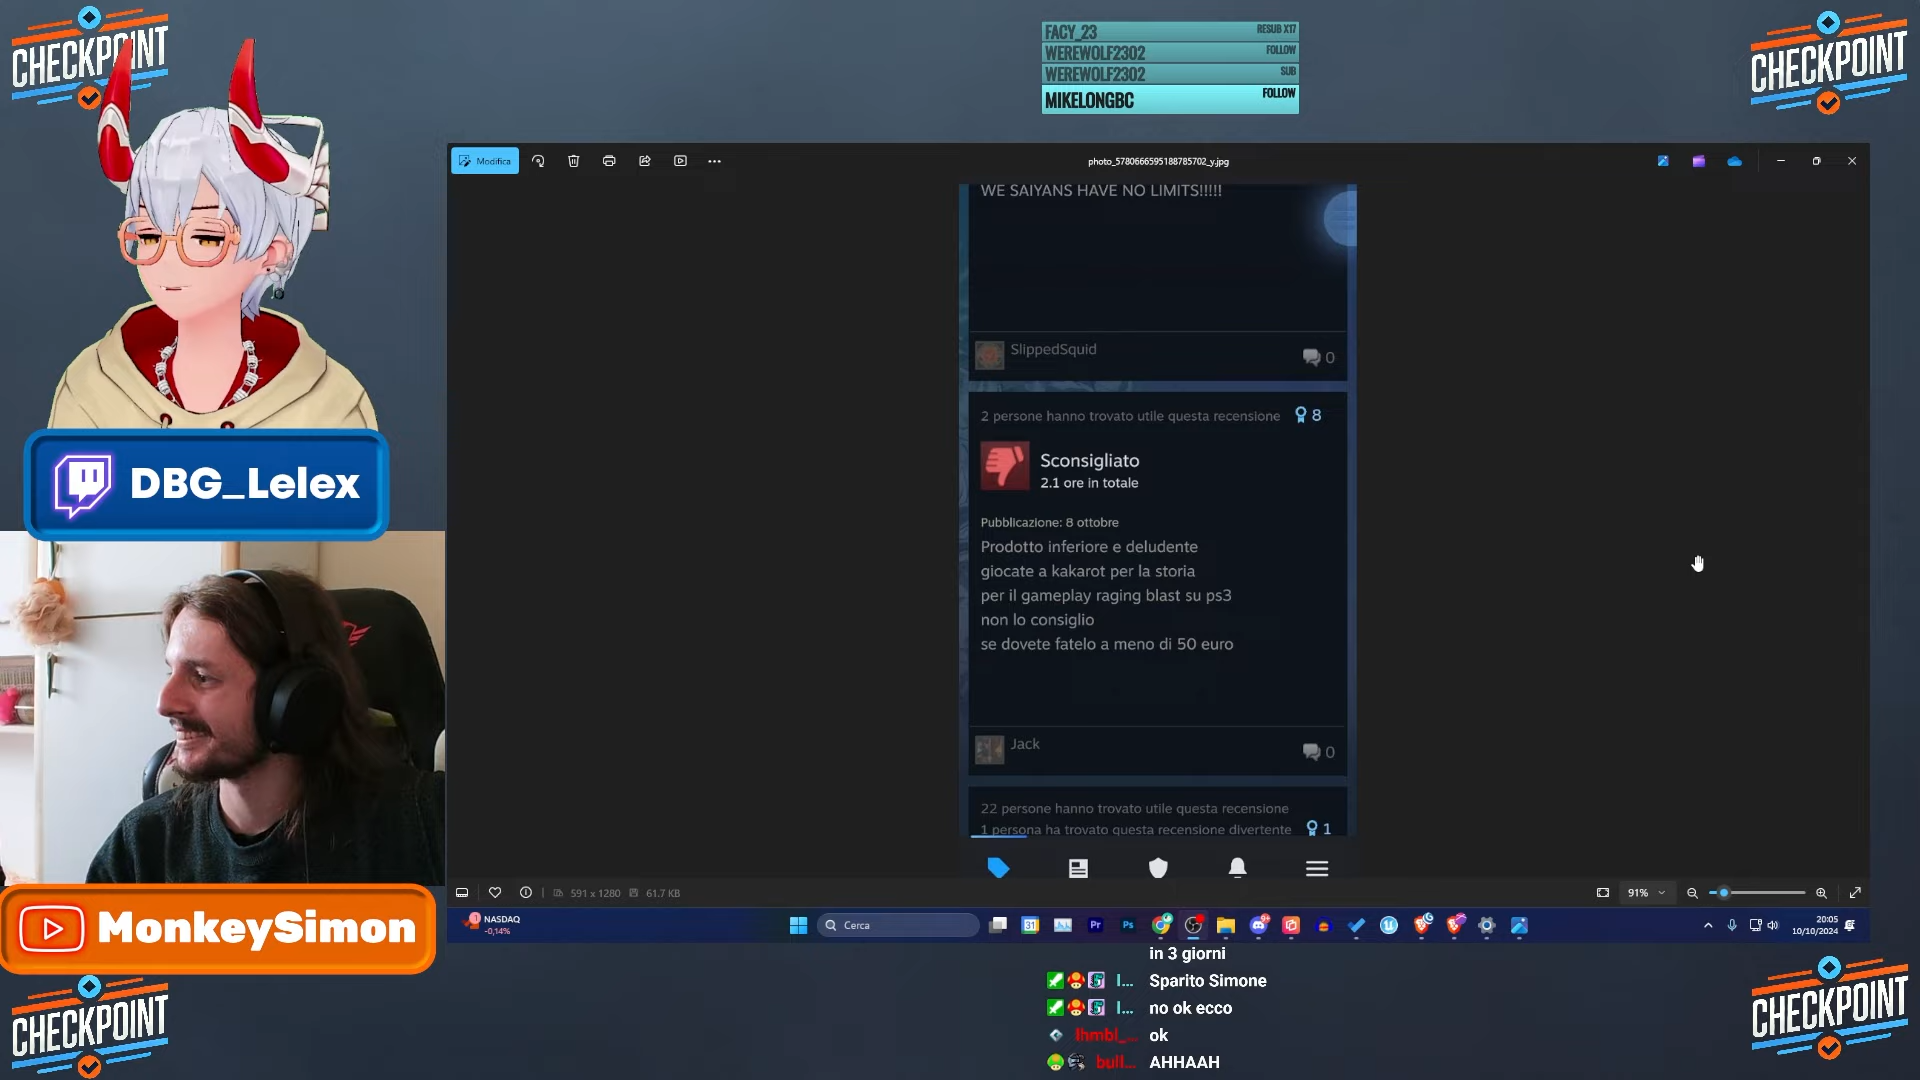 CHECKPOINT
FACY_23 RESUB X17
WEREWOLF2302 FOLLOW
WEREWOLF2302 SUB
MIKELONGBC FOLLOW
CHECKPOINT
Modifica
photo_5780666595188785702_y.jpg
WE SAIYANS HAVE NO LIMITS!!!!!
SlippedSquid
0
2 persone hanno trovato utile questa recensione 8
Sconsigliato
2.1 ore in totale
Pubblicazione: 8 ottobre
Prodotto inferiore e deludente
giocate a kakarot per la storia
per il gameplay raging blast su ps3
non lo consiglio
se dovete fatelo a meno di 50 euro
Jack
0
22 persone hanno trovato utile questa recensione
1 persona ha trovato questa recensione divertente 1
DBG_Lelex
MonkeySimon
591 x 1280 61.7 KB
91%
NASDAQ
-0,14%
Cerca
31
Pr
Ps
20:05
10/10/2024
in 3 giorni
l... Sparito Simone
l... no ok ecco
lhmbl_... ok
bull... AHHAAH
CHECKPOINT
CHECKPOINT